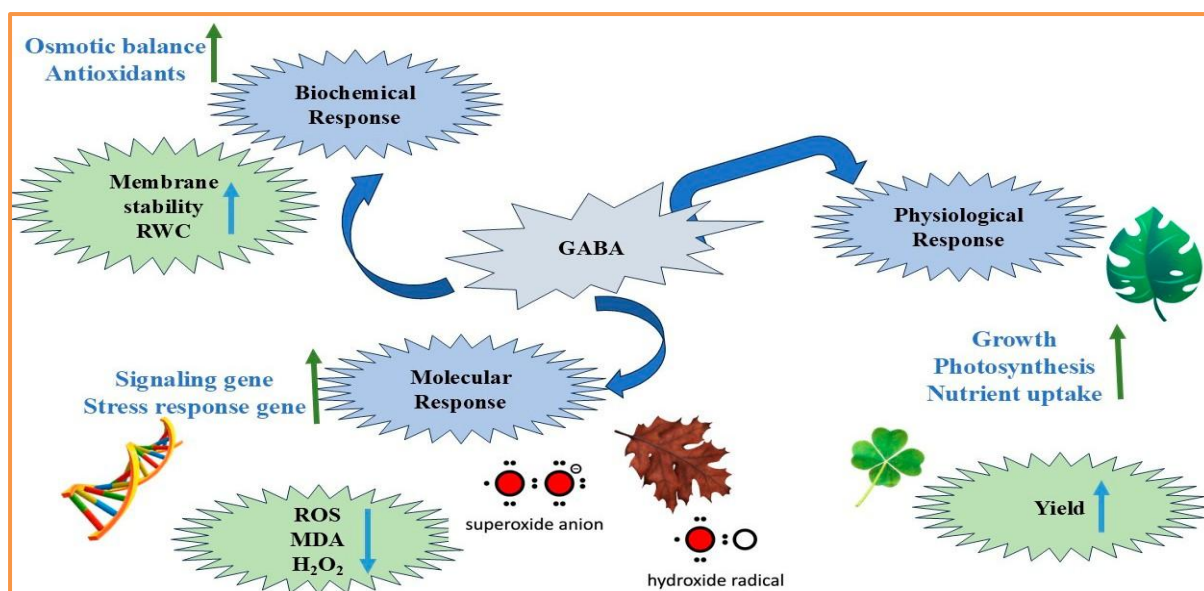 Osmotic balance
Antioxidants
Biochemical
Response
Membrane
stability
RWC
GABA
Physiological
Response
Growth
Photosynthesis
Nutrient uptake
Signaling gene
Stress response gene
Molecular
Response
superoxide anion
hydroxide radical
ROS
MDA
H₂O₂
Yield